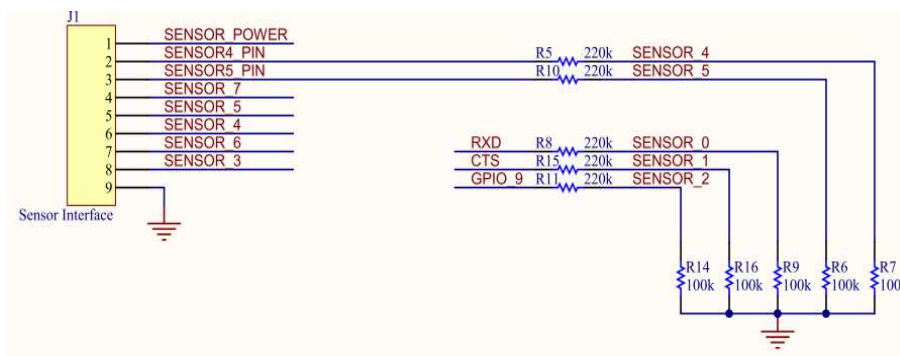 J1
1 SENSOR_POWER
2 SENSOR4_PIN R5 220k SENSOR_4
3 SENSOR5_PIN R10 220k SENSOR_5
4 SENSOR_7
5 SENSOR_5
6 SENSOR_4
7 SENSOR_6 RXD R8 220k SENSOR_0
8 SENSOR_3 CTS R15 220k SENSOR_1
9 GPIO_9 R11 220k SENSOR_2
Sensor Interface
R14 R16 R9 R6 R7
100k 100k 100k 100k 100